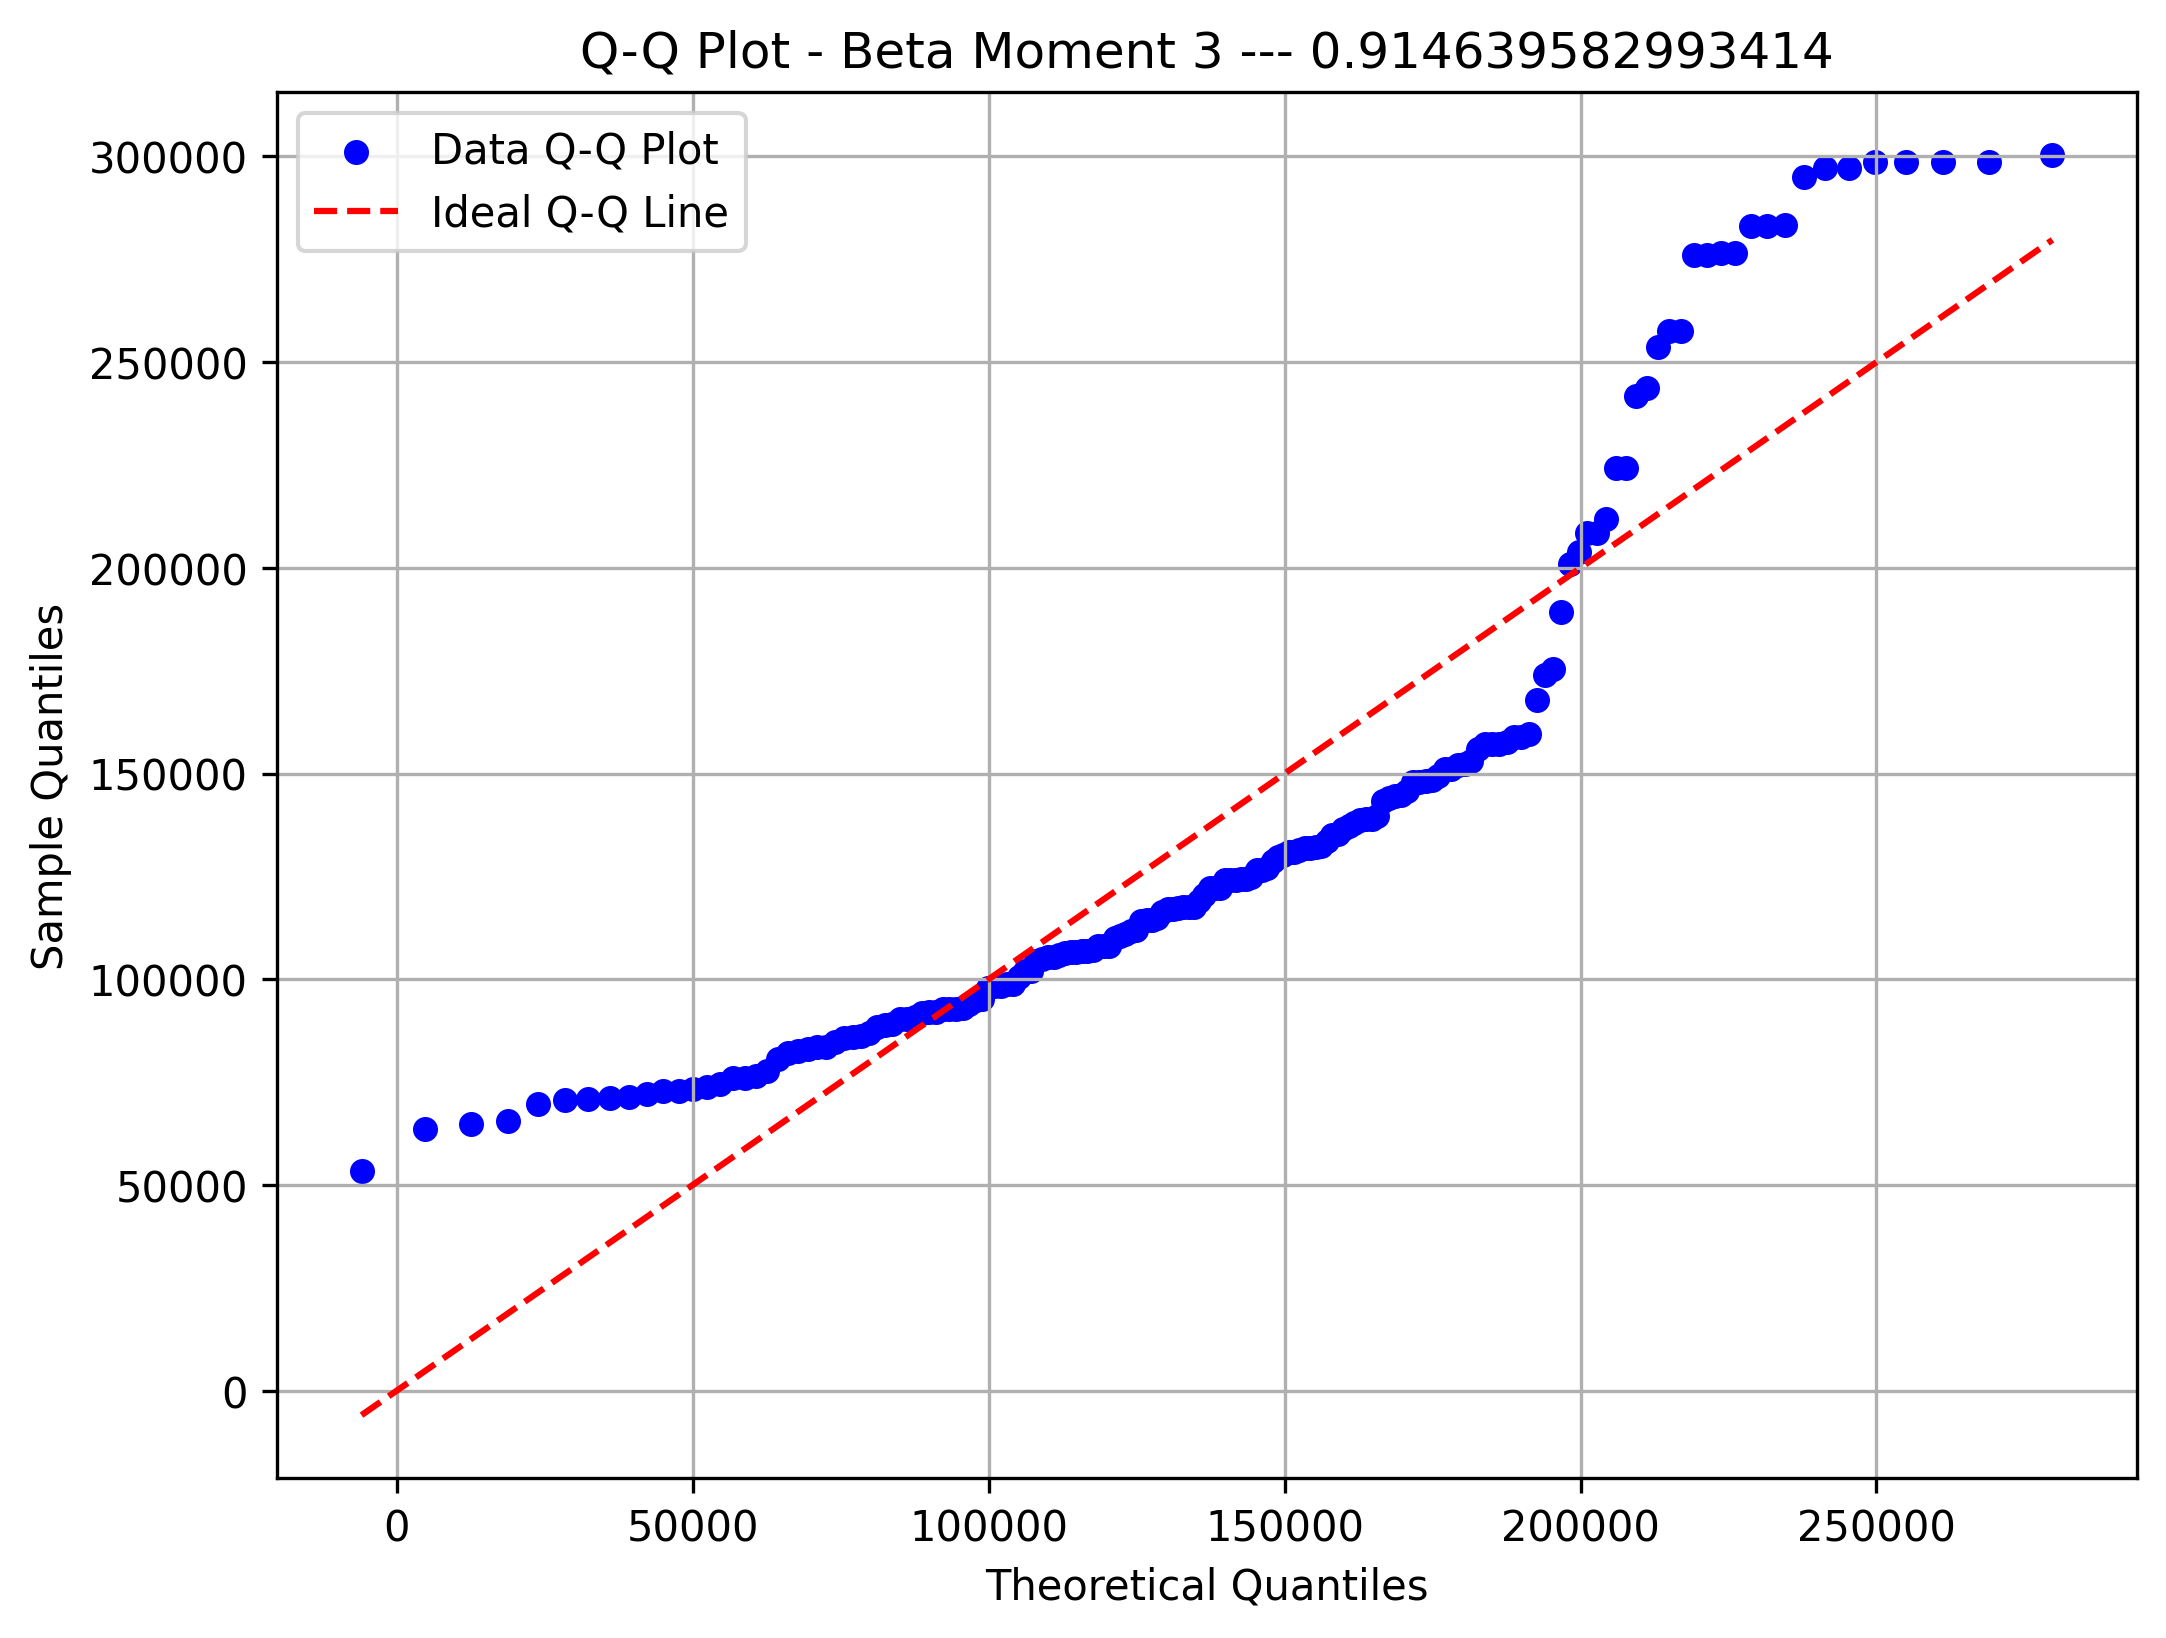 Q-Q Plot - Beta Moment 3 --- 0.914639582993414
Data Q-Q Plot
Ideal Q-Q Line
300000
250000
200000
150000
100000
50000
0
Sample Quantiles
0 50000 100000 150000 200000 250000
Theoretical Quantiles